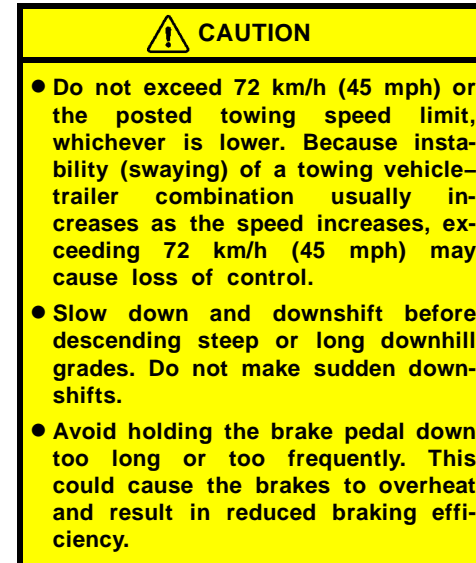 CAUTION
● Do not exceed 72 km/h (45 mph) or
the posted towing speed limit,
whichever is lower. Because insta-
bility (swaying) of a towing vehicle–
trailer combination usually in-
creases as the speed increases, ex-
ceeding 72 km/h (45 mph) may
cause loss of control.
● Slow down and downshift before
descending steep or long downhill
grades. Do not make sudden down-
shifts.
● Avoid holding the brake pedal down
too long or too frequently. This
could cause the brakes to overheat
and result in reduced braking effi-
ciency.